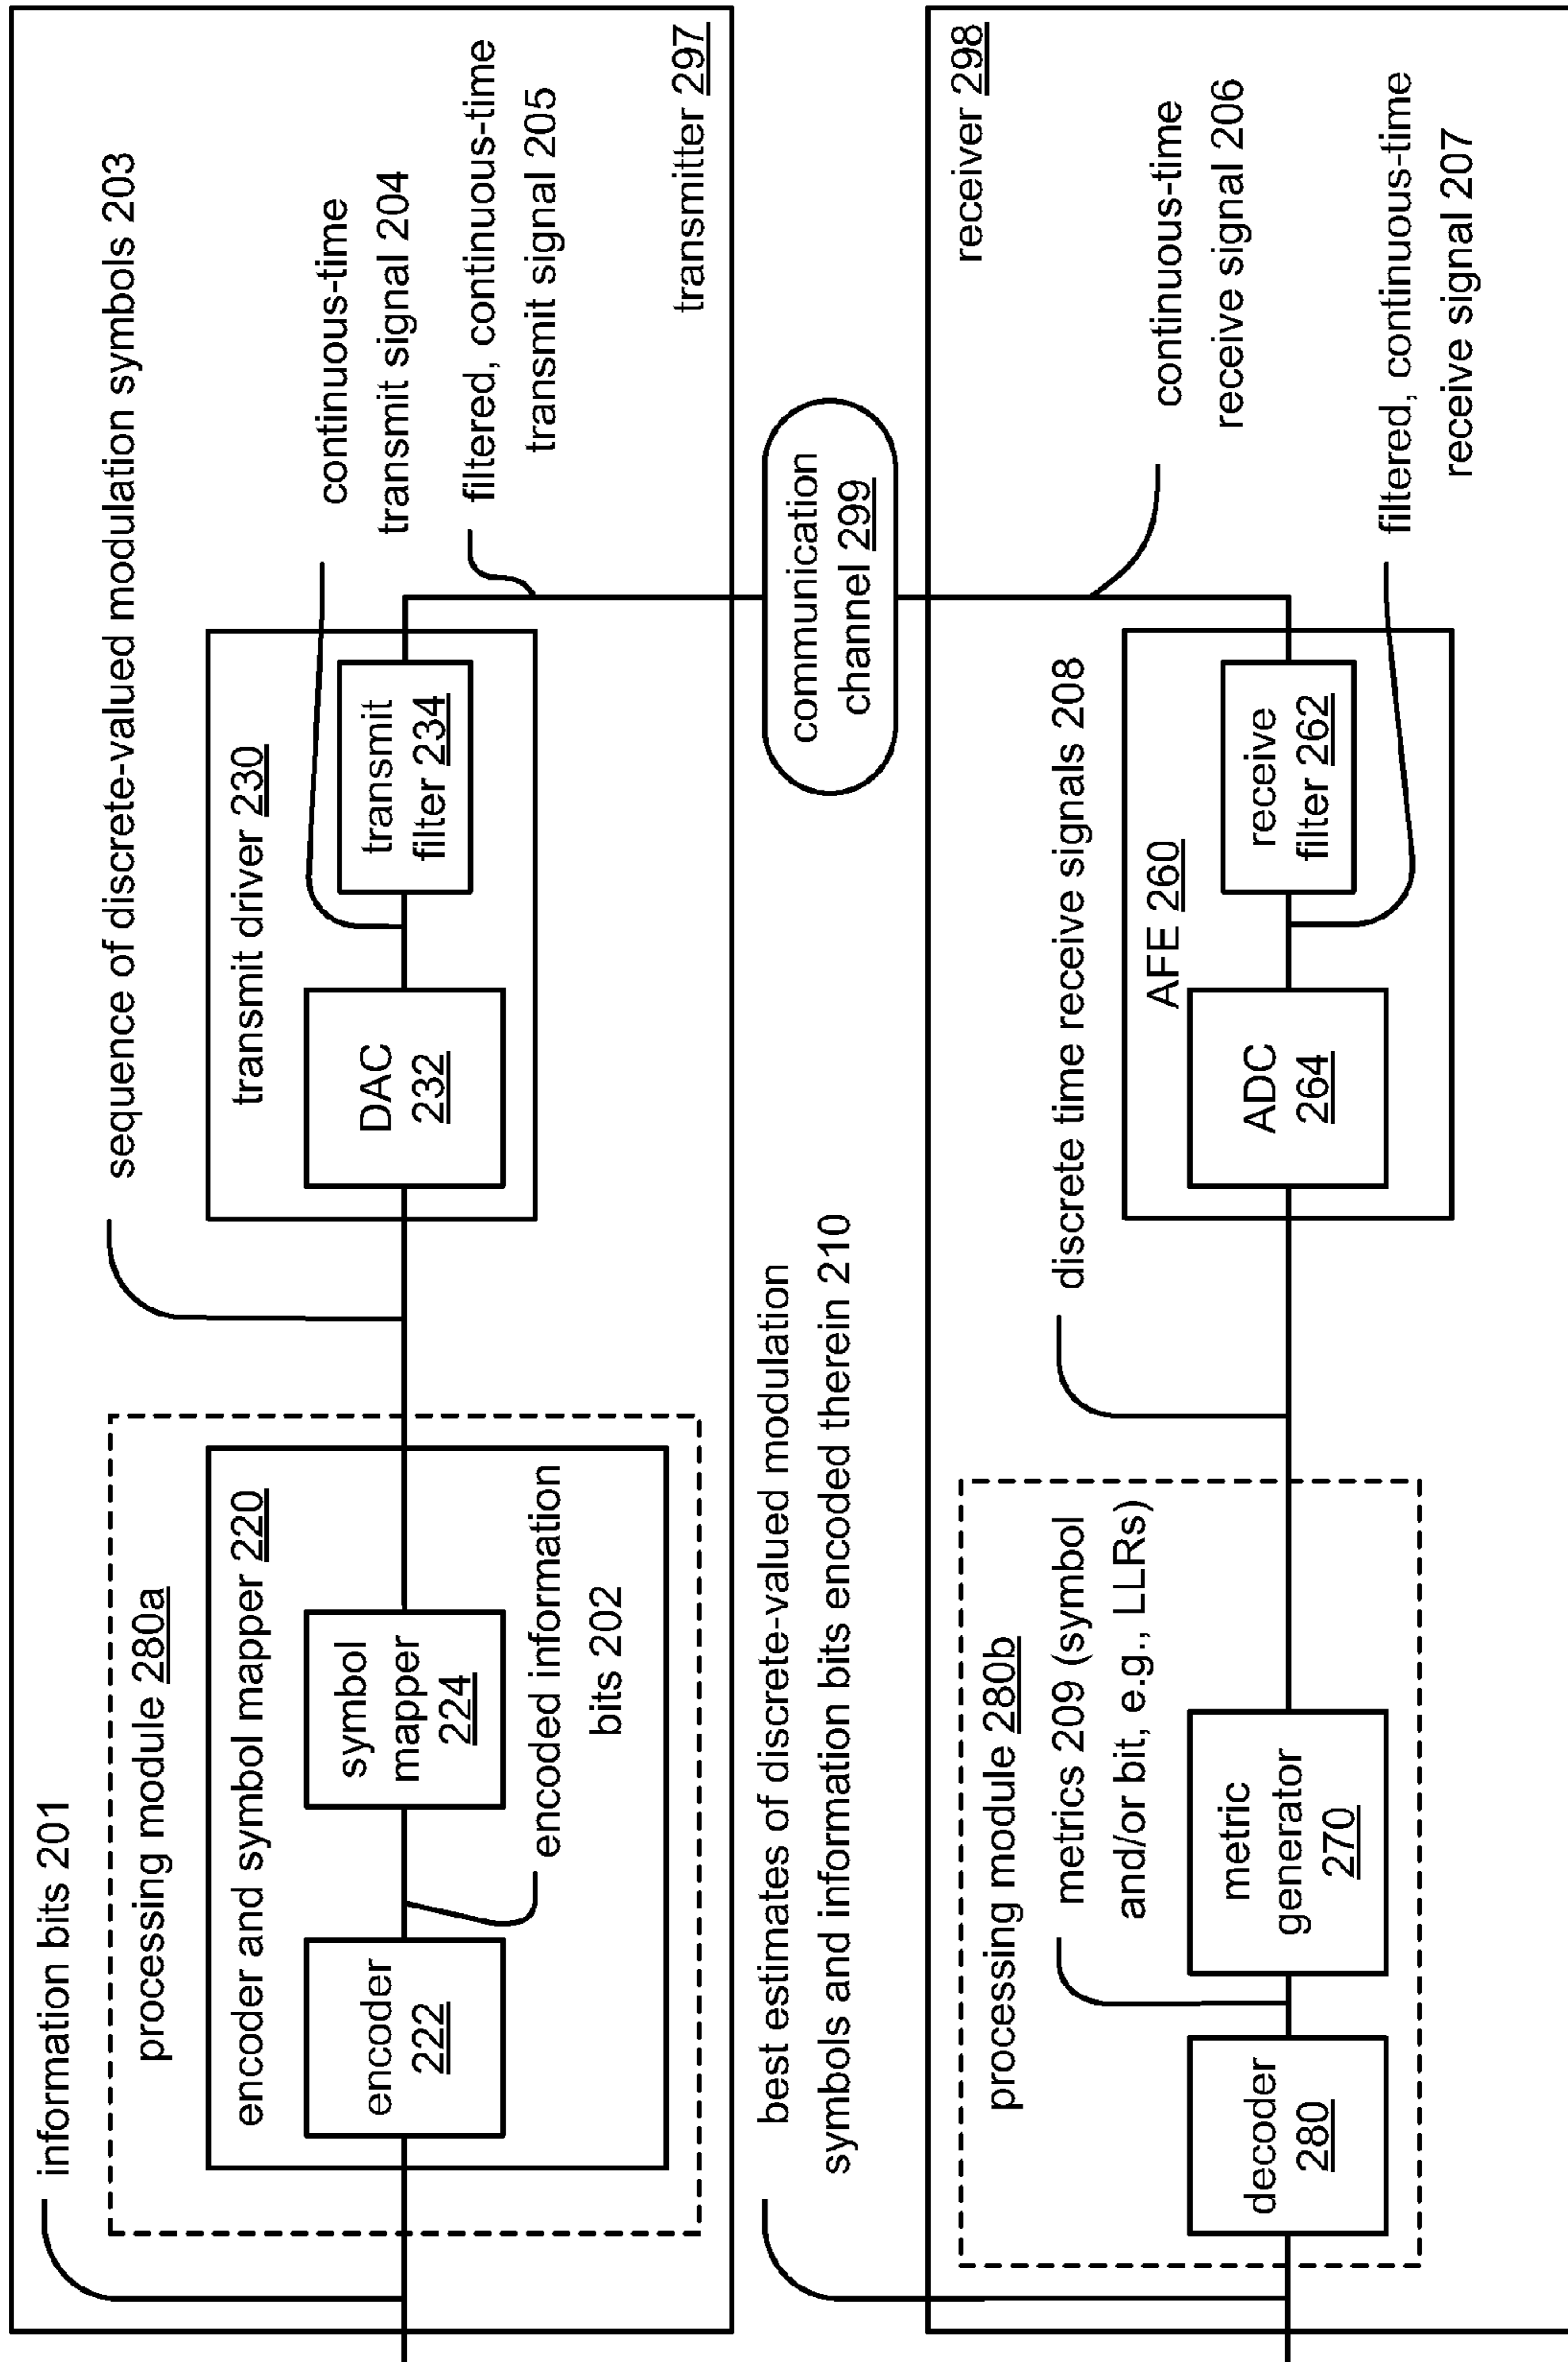 information bits 201
sequence of discrete-valued modulation symbols 203
processing module 280a
encoder and symbol mapper 220
encoder
222
symbol
mapper
224
encoded information
bits 202
transmit driver 230
DAC
232
transmit
filter 234
continuous-time
transmit signal 204
filtered, continuous-time
transmit signal 205
transmitter 297
communication
channel 299
best estimates of discrete-valued modulation
symbols and information bits encoded therein 210
receiver 298
processing module 280b
metrics 209 (symbol
and/or bit, e.g., LLRs)
decoder
280
metric
generator
270
discrete time receive signals 208
AFE 260
ADC
264
receive
filter 262
continuous-time
receive signal 206
filtered, continuous-time
receive signal 207